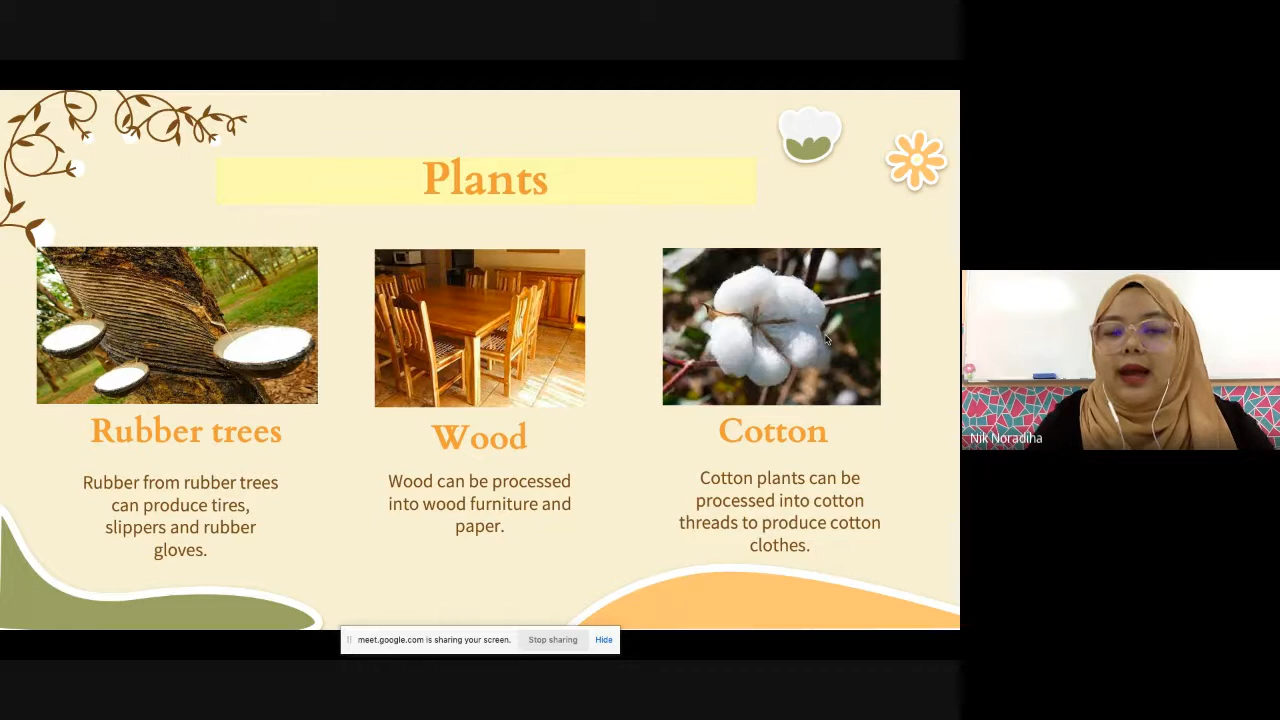 Plants
Rubber trees
Rubber from rubber trees
can produce tires,
slippers and rubber
gloves.
Wood
Wood can be processed
into wood furniture and
paper.
Cotton
Cotton plants can be
processed into cotton
threads to produce cotton
clothes.
Nik Noradiha
meet.google.com is sharing your screen. Stop sharing Hide